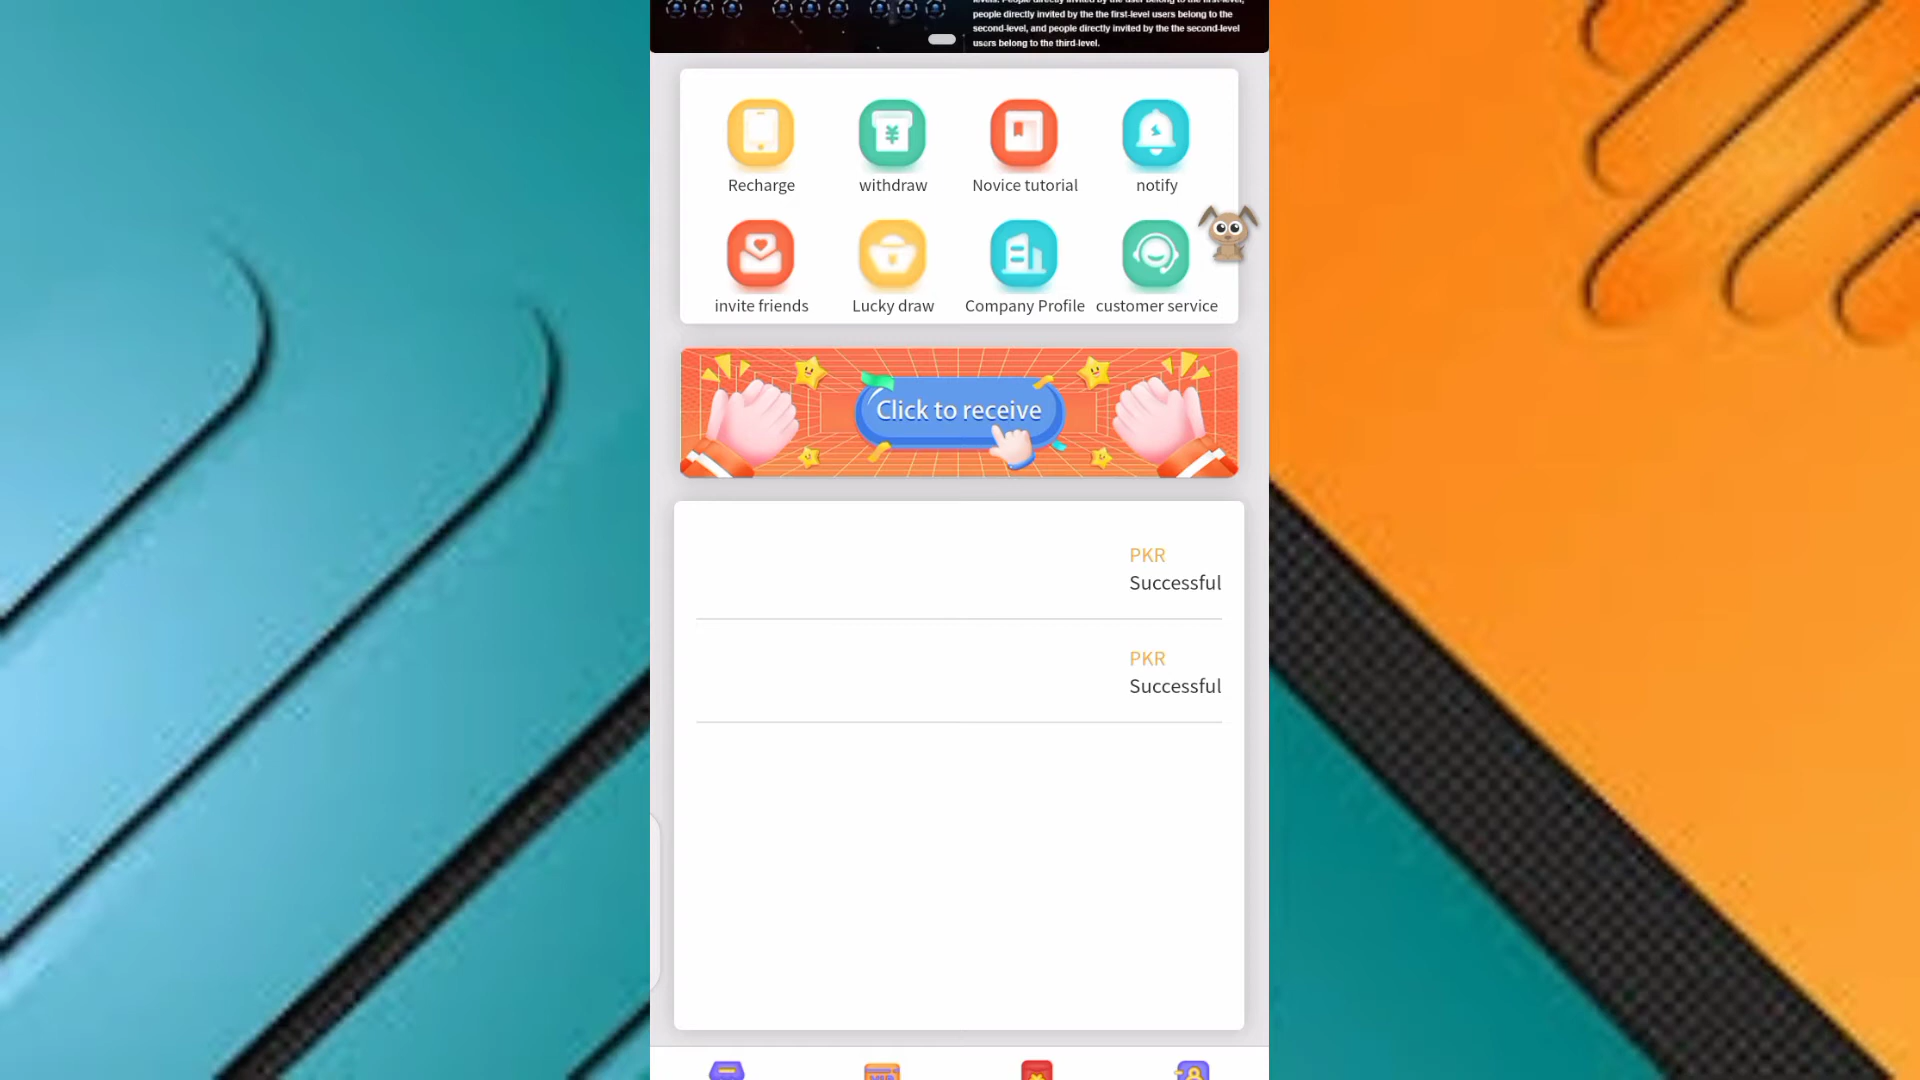 people directly invited by the the first-level users belong to the
second-level, and people directly invited by the the second-level
users belong to the third-level.
Recharge
withdraw
Novice tutorial
notify
invite friends
Lucky draw
Company Profile
customer service
Click to receive
PKR
Successful
PKR
Successful